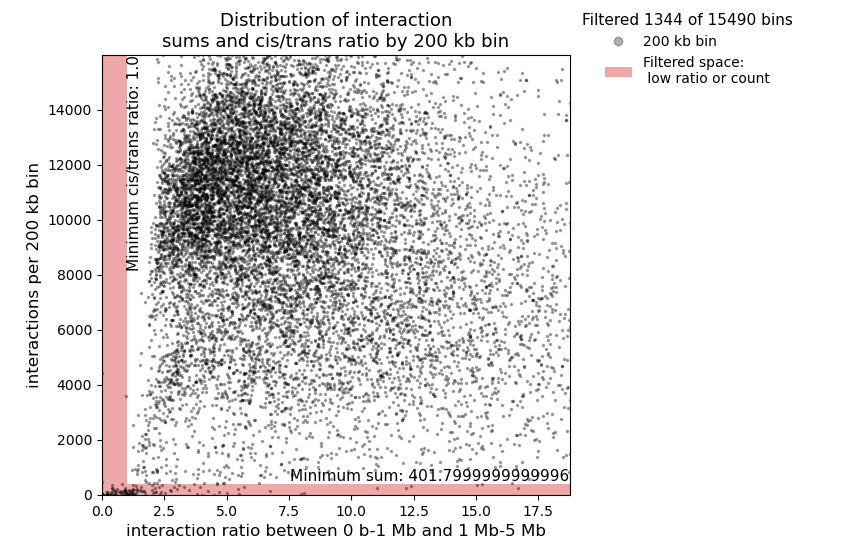 Distribution of interaction
sums and cis/trans ratio by 200 kb bin
Filtered 1344 of 15490 bins
200 kb bin
Filtered space:
low ratio or count
interactions per 200 kb bin
14000
12000
10000
8000
6000
4000
2000
0
Minimum cis/trans ratio: 1.0
Minimum sum: 401.79999999999996
0.0 2.5 5.0 7.5 10.0 12.5 15.0 17.5
interaction ratio between 0 b-1 Mb and 1 Mb-5 Mb